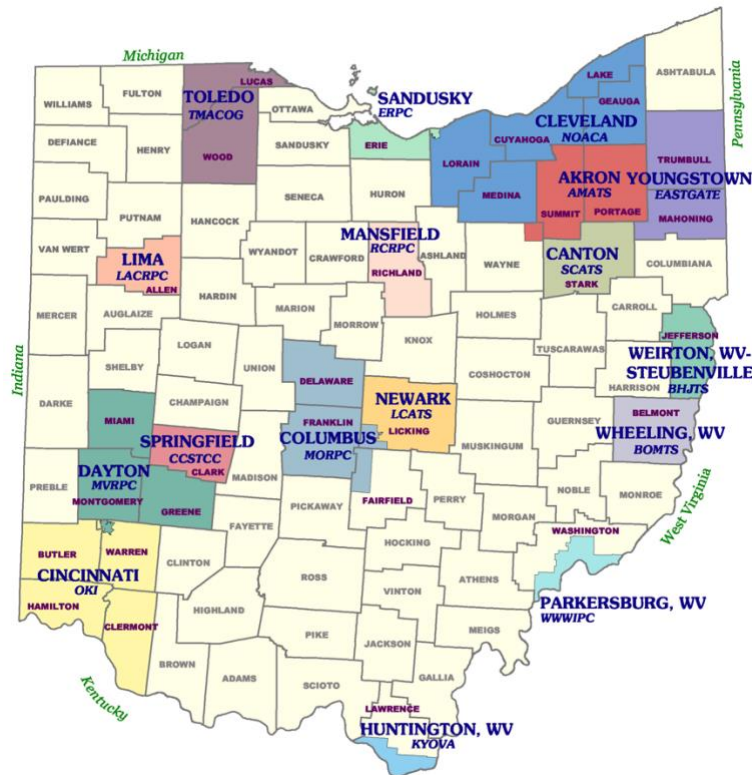 Michigan
Pennsylvania
Indiana
West Virginia
Kentucky
LAKE
ASHTABULA
LUCAS
FULTON
WILLIAMS
TOLEDO
TMACOG
OTTAWA
SANDUSKY
ERPC
GEAUGA
CLEVELAND
NOACA
CUYAHOGA
DEFIANCE
HENRY
WOOD
SANDUSKY
ERIE
LORAIN
TRUMBULL
MEDINA
AKRON
AMATS
YOUNGSTOWN
EASTGATE
PAULDING
SENECA
HURON
SUMMIT
PORTAGE
MAHONING
PUTNAM
HANCOCK
MANSFIELD
RCRPC
VAN WERT
WYANDOT
CRAWFORD
RICHLAND
ASHLAND
WAYNE
CANTON
SCATS
STARK
COLUMBIANA
LIMA
LACRPC
ALLEN
HARDIN
MERCER
AUGLAIZE
MARION
MORROW
HOLMES
CARROLL
JEFFERSON
LOGAN
UNION
KNOX
TUSCARAWAS
WEIRTON, WV-
STEUBENVILLE
BHJTS
SHELBY
DELAWARE
COSHOCTON
HARRISON
DARKE
CHAMPAIGN
NEWARK
LCATS
LICKING
BELMONT
MIAMI
FRANKLIN
COLUMBUS
MORPC
GUERNSEY
WHEELING, WV
BOMTS
SPRINGFIELD
CCSTCC
CLARK
MUSKINGUM
DAYTON
MVRPC
MADISON
PREBLE
MONTGOMERY
GREENE
FAIRFIELD
PERRY
NOBLE
MONROE
PICKAWAY
MORGAN
FAYETTE
WASHINGTON
BUTLER
WARREN
CLINTON
HOCKING
CINCINNATI
OKI
ROSS
ATHENS
VINTON
HAMILTON
CLERMONT
HIGHLAND
PARKERSBURG, WV
WWWIPC
PIKE
JACKSON
MEIGS
BROWN
ADAMS
SCIOTO
GALLIA
LAWRENCE
HUNTINGTON, WV
KYOVA